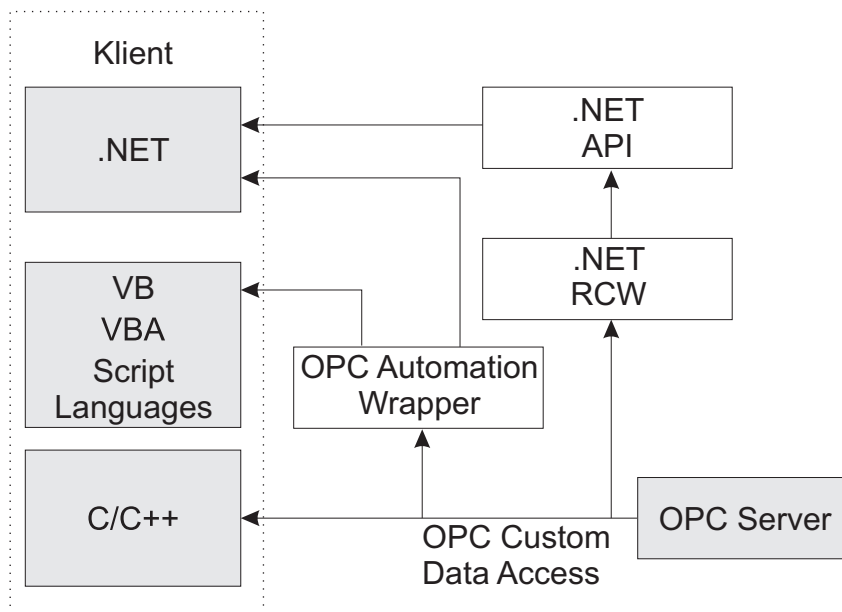 Klient
.NET
.NET
API
.NET
RCW
VB
VBA
Script
Languages
OPC Automation
Wrapper
C/C++
OPC Server
OPC Custom
Data Access